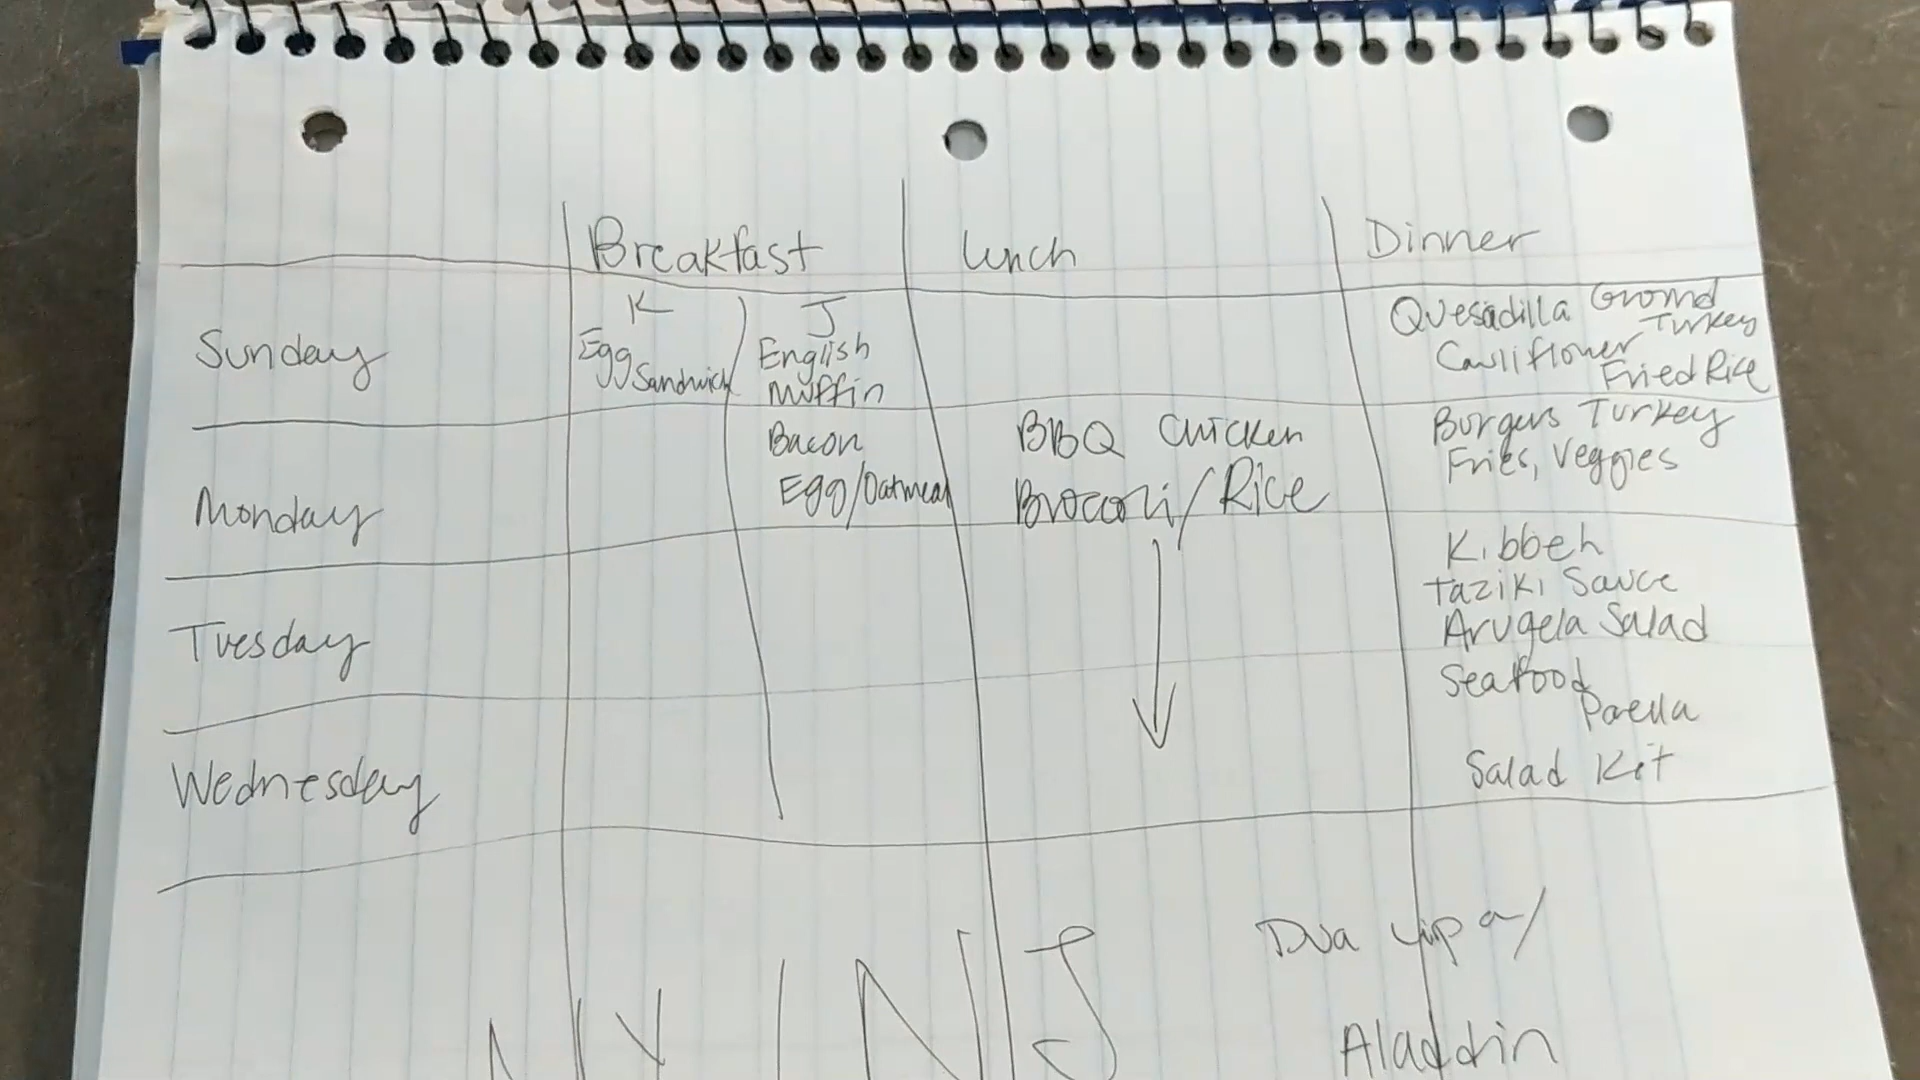 Breakfast Lunch Dinner
Sunday
K
Egg Sandwich
J
English
Muffin
Quesadilla Ground
Turkey
Cauliflower
Fried Rice
Monday
Bacon
Egg/Oatmeal
BBQ Chicken
Broccoli/Rice
Burgers Turkey
Fries, Veggies
Tuesday
Kibbeh
Taziki Sauce
Arugela Salad
Wednesday
Seafood
Paella
Salad Kit
NY/NJ
Dua Lipa/
Aladdin